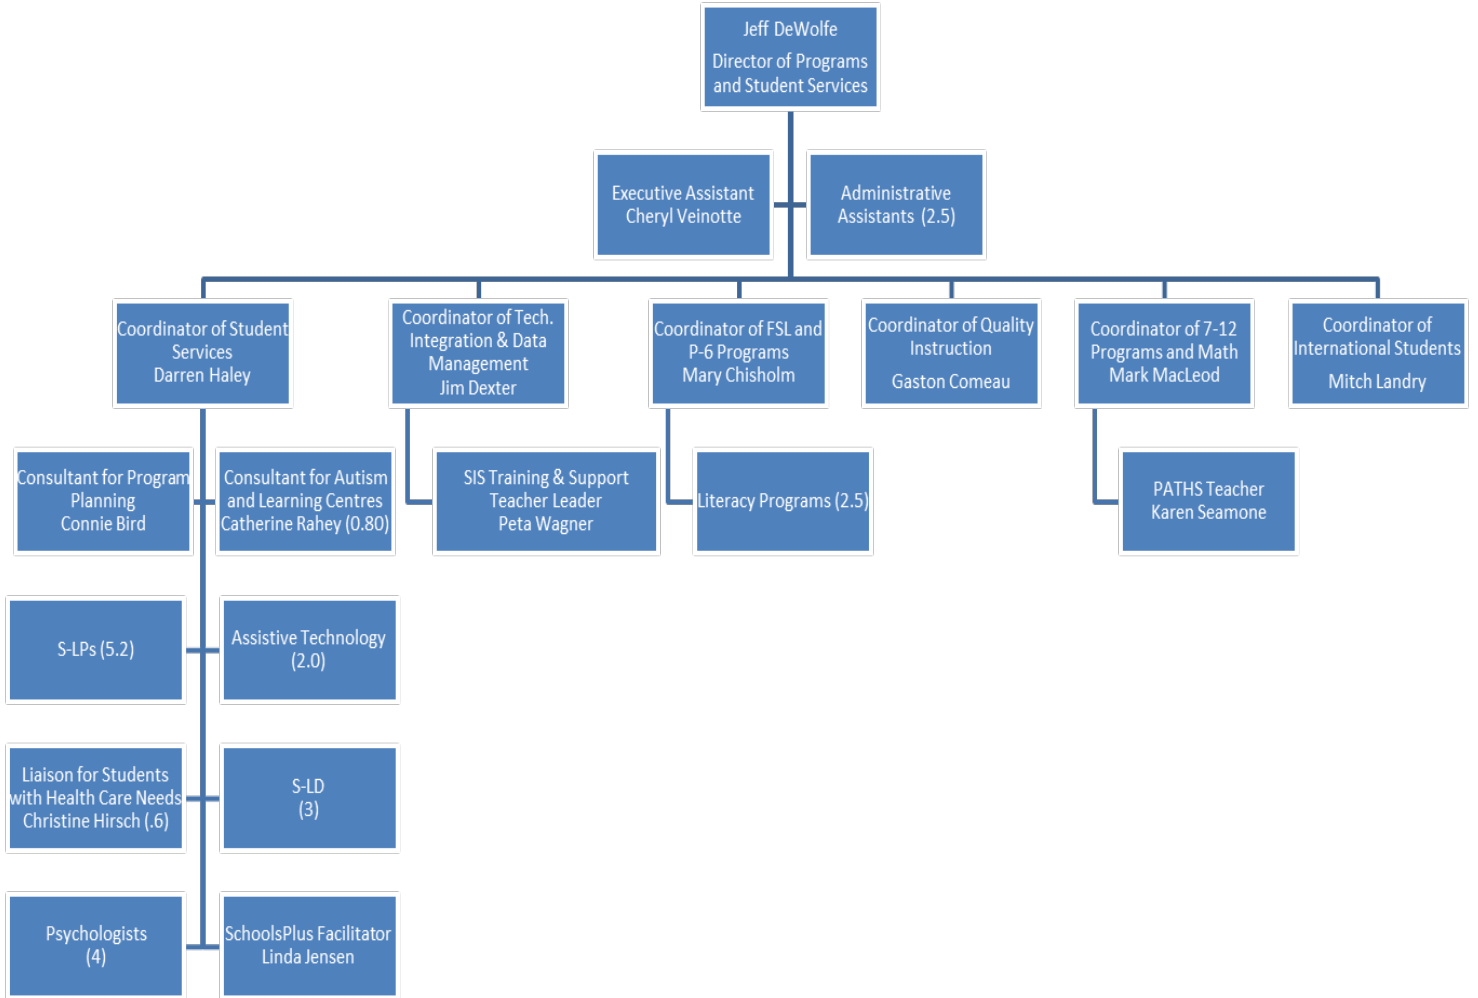 Jeff DeWolfe
Director of Programs
and Student Services
Executive Assistant
Cheryl Veinotte
Administrative
Assistants (2.5)
Coordinator of Student
Services
Darren Haley
Coordinator of Tech.
Integration & Data
Management
Jim Dexter
Coordinator of FSL and
P-6 Programs
Mary Chisholm
Coordinator of Quality
Instruction
Gaston Comeau
Coordinator of 7-12
Programs and Math
Mark MacLeod
Coordinator of
International Students
Mitch Landry
Consultant for Program
Planning
Connie Bird
Consultant for Autism
and Learning Centres
Catherine Rahey (0.80)
SIS Training & Support
Teacher Leader
Peta Wagner
Literacy Programs (2.5)
PATHS Teacher
Karen Seamone
S-LPs (5.2)
Assistive Technology
(2.0)
Liaison for Students
with Health Care Needs
Christine Hirsch (.6)
S-LD
(3)
Psychologists
(4)
SchoolsPlus Facilitator
Linda Jensen